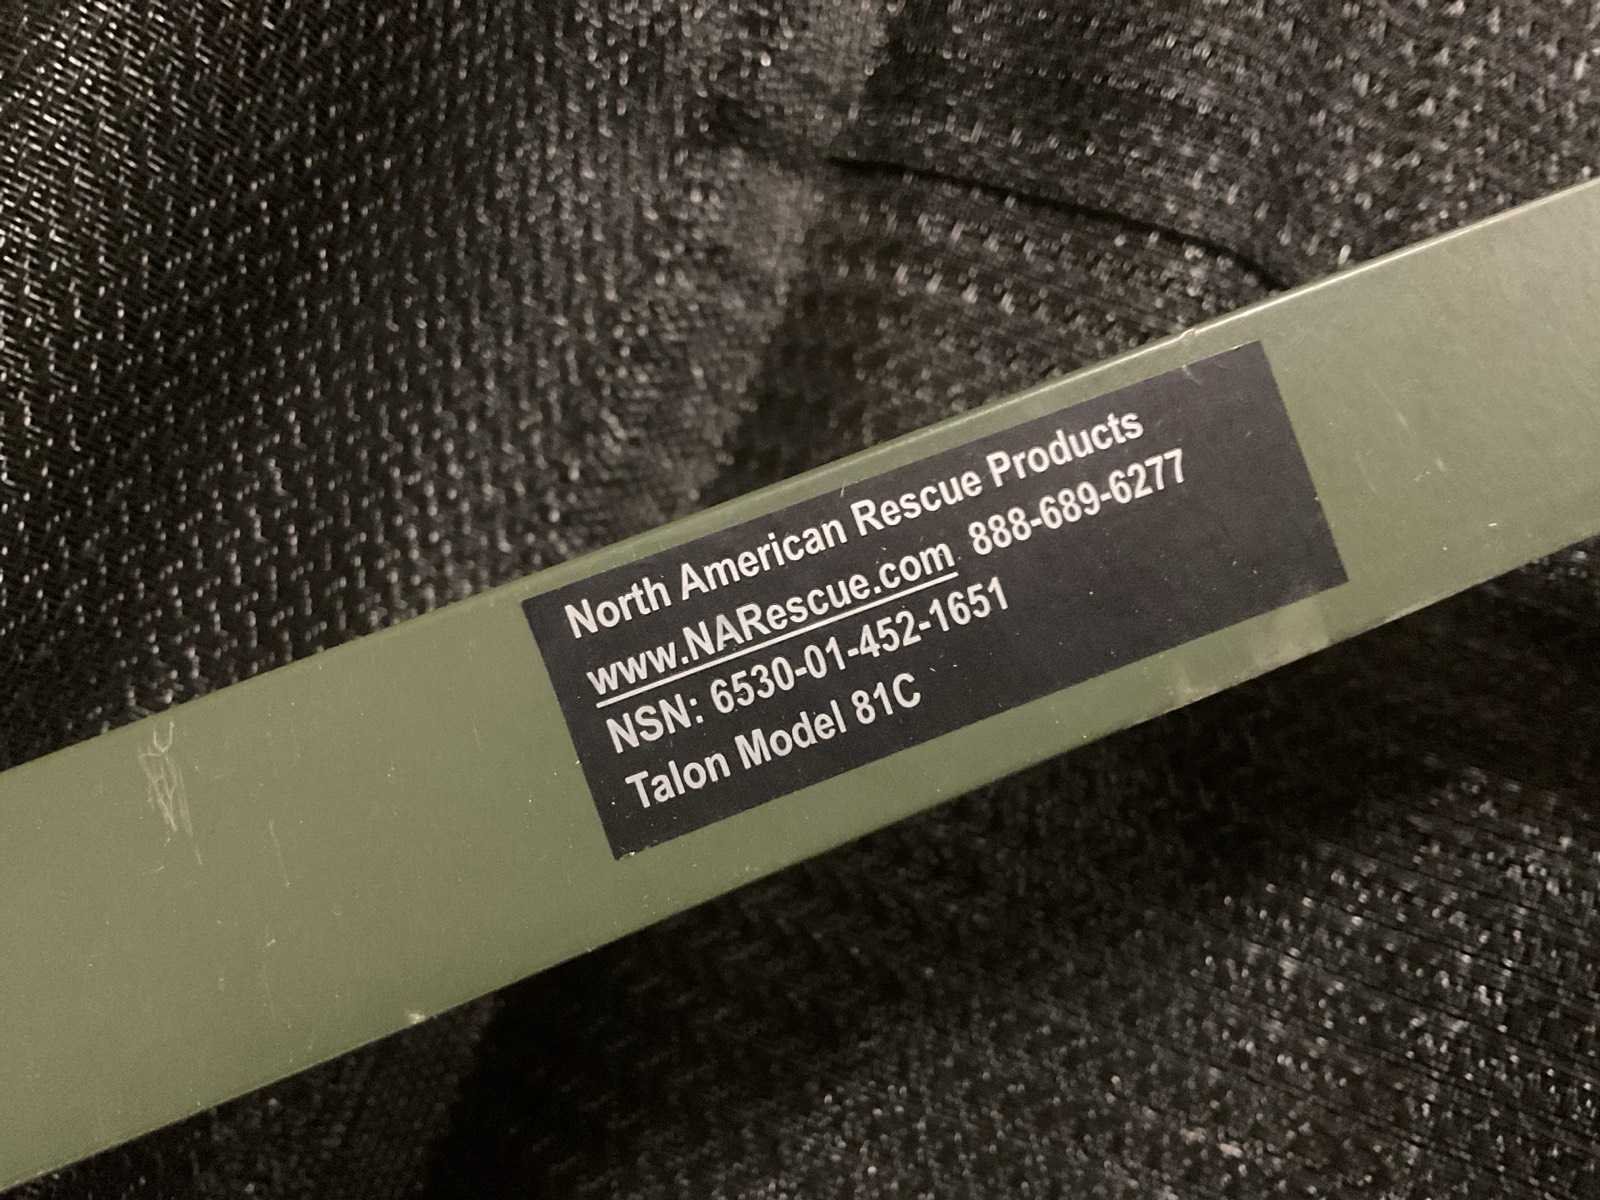 North American Rescue Products
www.NARescue.com 888-689-6277
NSN: 6530-01-452-1651
Talon Model 81C